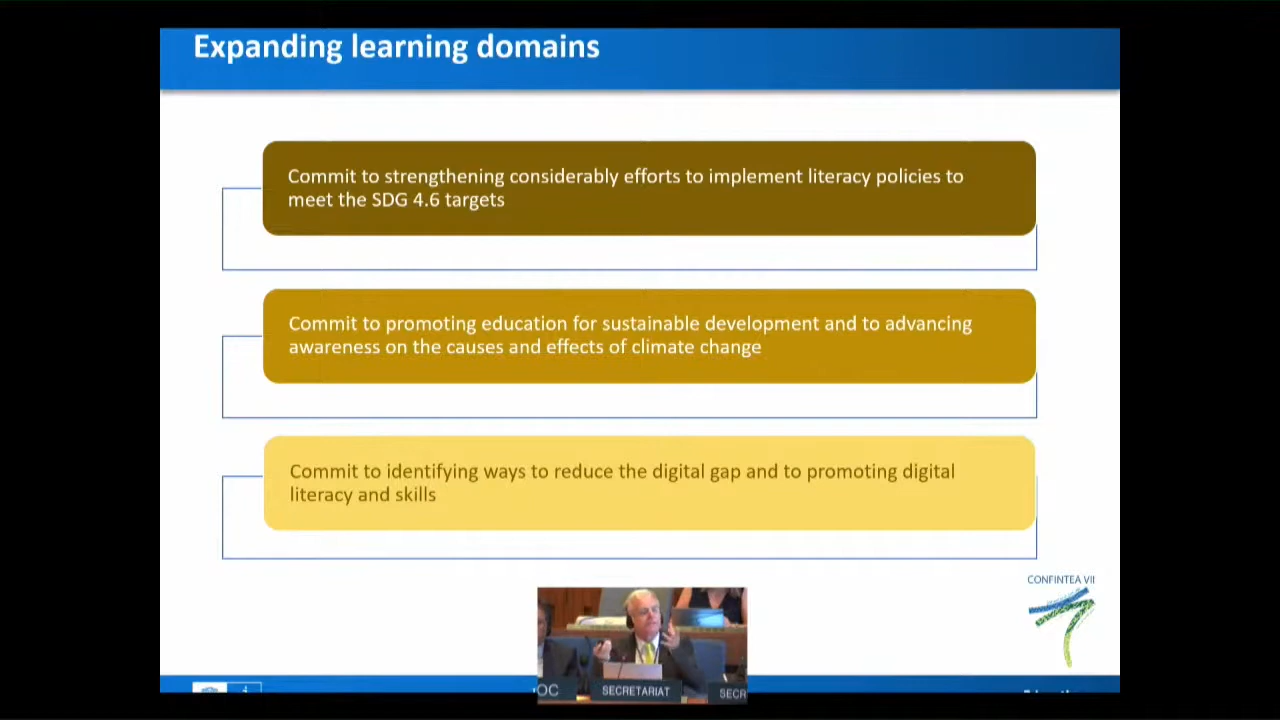 Expanding learning domains
Commit to strengthening considerably efforts to implement literacy policies to
meet the SDG 4.6 targets
Commit to promoting education for sustainable development and to advancing
awareness on the causes and effects of climate change
Commit to identifying ways to reduce the digital gap and to promoting digital
literacy and skills
CONFINTEA VII
OC
SECRETARIAT
SECR